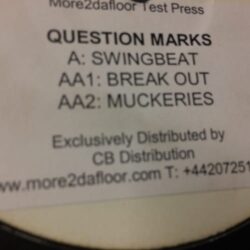 More2dafloor Test Press
QUESTION MARKS
A: SWINGBEAT
AA1: BREAK OUT
AA2: MUCKERIES
Exclusively Distributed by
CB Distribution
www.more2dafloor.com T: +44207251